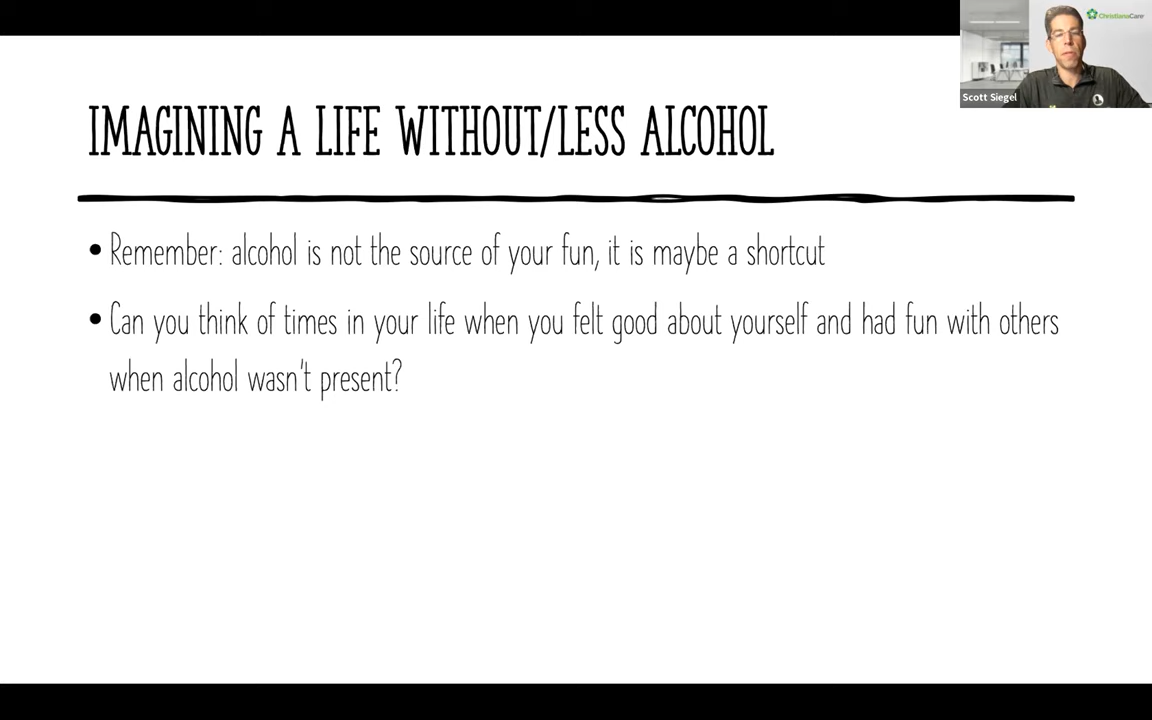 ChristianaCare
Scott Siegel
IMAGINING A LIFE WITHOUT/LESS ALCOHOL
• Remember: alcohol is not the source of your fun, it is maybe a shortcut
• Can you think of times in your life when you felt good about yourself and had fun with others
when alcohol wasn't present?